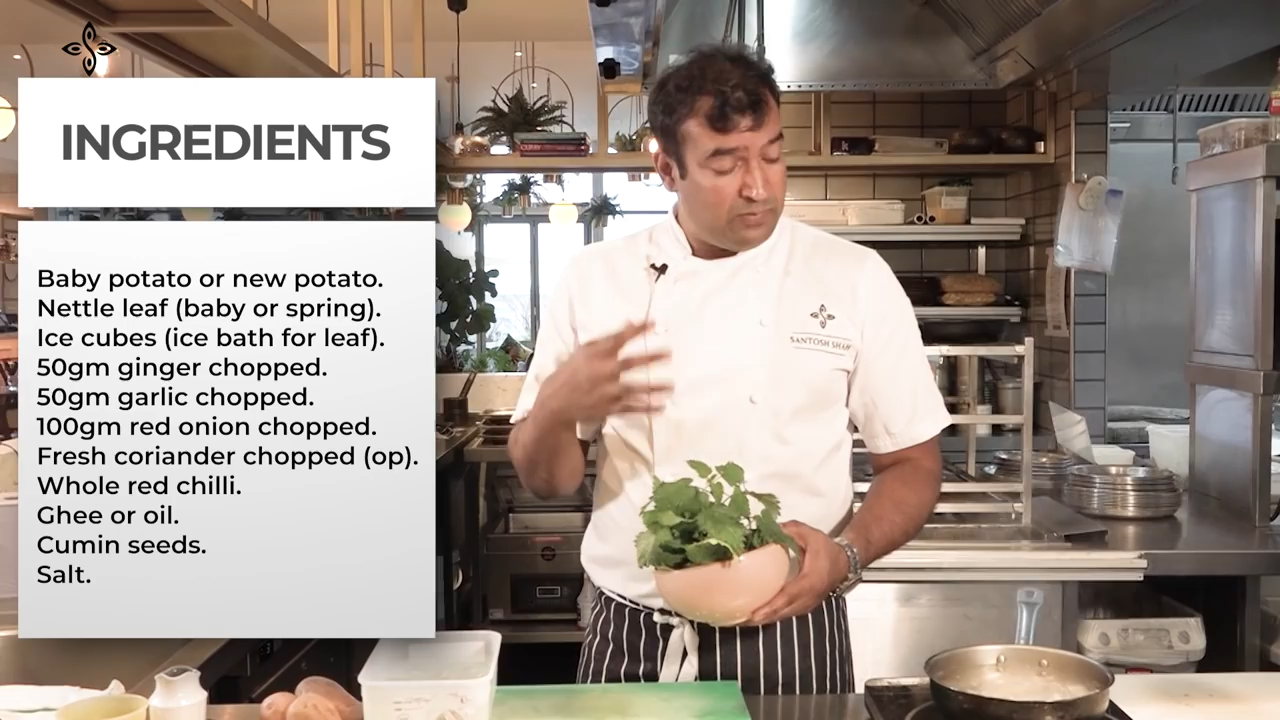 INGREDIENTS
Baby potato or new potato.
Nettle leaf (baby or spring).
Ice cubes (ice bath for leaf).
50gm ginger chopped.
50gm garlic chopped.
100gm red onion chopped.
Fresh coriander chopped (op).
Whole red chilli.
Ghee or oil.
Cumin seeds.
Salt.
SANTOSH SHAH